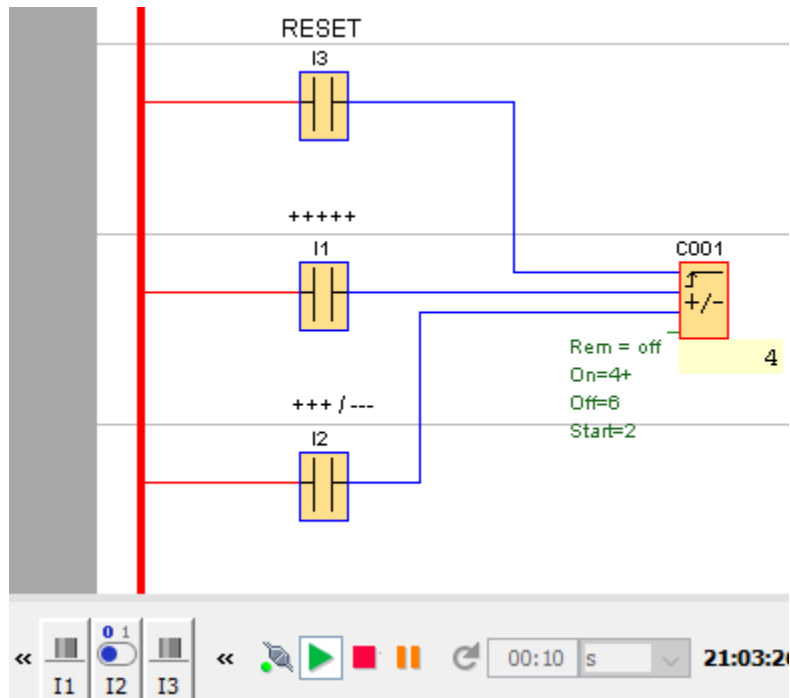 RESET
I3
+++++
I1
C001
+/-
Rem = off
On=4+
Off=6
Start=2
4
+++ / ---
I2
«
0 1
I1
I2
I3
«
00:10
s
21:03:2